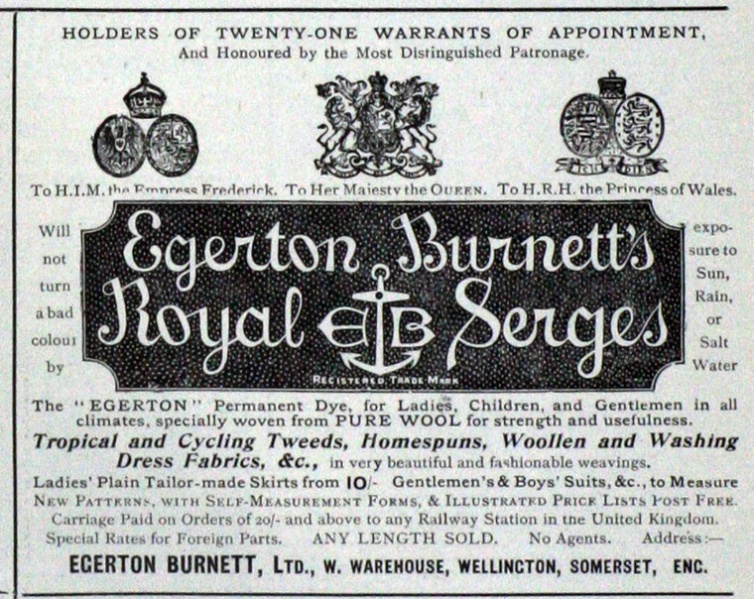 HOLDERS OF TWENTY-ONE WARRANTS OF APPOINTMENT,
And Honoured by the Most Distinguished Patronage.
ICH DIEN
To H.I.M. the Empress Frederick. To Her Majesty the QUEEN. To H.R.H. the Princess of Wales.
Will
not
turn
a bad
colour
by
Egerton Burnett's
Royal EB Serges
REGISTERED TRADE MARK
expo-
sure to
Sun,
Rain,
or
Salt
Water
The "EGERTON" Permanent Dye, for Ladies, Children, and Gentlemen in all
climates, specially woven from PURE WOOL for strength and usefulness.
Tropical and Cycling Tweeds, Homespuns, Woollen and Washing
Dress Fabrics, &c., in very beautiful and fashionable weavings.
Ladies' Plain Tailor-made Skirts from 10/- Gentlemen's & Boys' Suits, &c., to Measure
NEW PATTERNS, WITH SELF-MEASUREMENT FORMS, & ILLUSTRATED PRICE LISTS POST FREE.
Carriage Paid on Orders of 20/- and above to any Railway Station in the United Kingdom.
Special Rates for Foreign Parts. ANY LENGTH SOLD. No Agents. Address:—
EGERTON BURNETT, LTD., W. WAREHOUSE, WELLINGTON, SOMERSET, ENG.